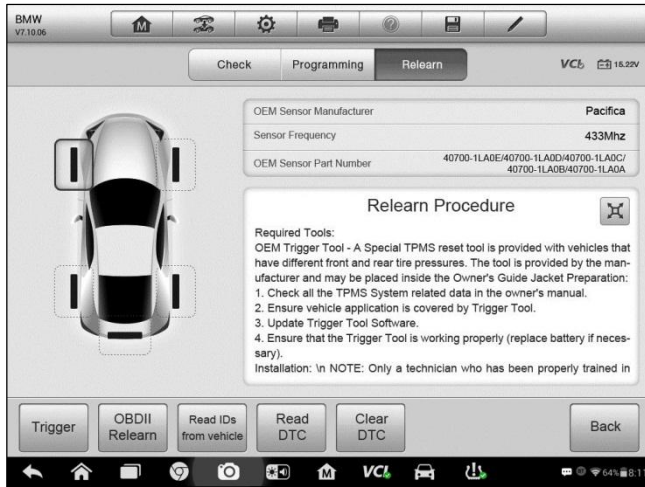 BMW
V7.10.06
Check Programming Relearn
VCI 15.22V
OEM Sensor Manufacturer Pacifica
Sensor Frequency 433Mhz
OEM Sensor Part Number 40700-1LA0E/40700-1LA0D/40700-1LA0C/
40700-1LA0B/40700-1LA0A
Relearn Procedure
Required Tools:
OEM Trigger Tool - A Special TPMS reset tool is provided with vehicles that
have different front and rear tire pressures. The tool is provided by the man-
ufacturer and may be placed inside the Owner's Guide Jacket Preparation:
1. Check all the TPMS System related data in the owner's manual.
2. Ensure vehicle application is covered by Trigger Tool.
3. Update Trigger Tool Software.
4. Ensure that the Trigger Tool is working properly (replace battery if neces-
sary).
Installation: \n NOTE: Only a technician who has been properly trained in
Trigger
OBDII
Relearn
Read IDs
from vehicle
Read
DTC
Clear
DTC
Back
M VCI 64% 8:11